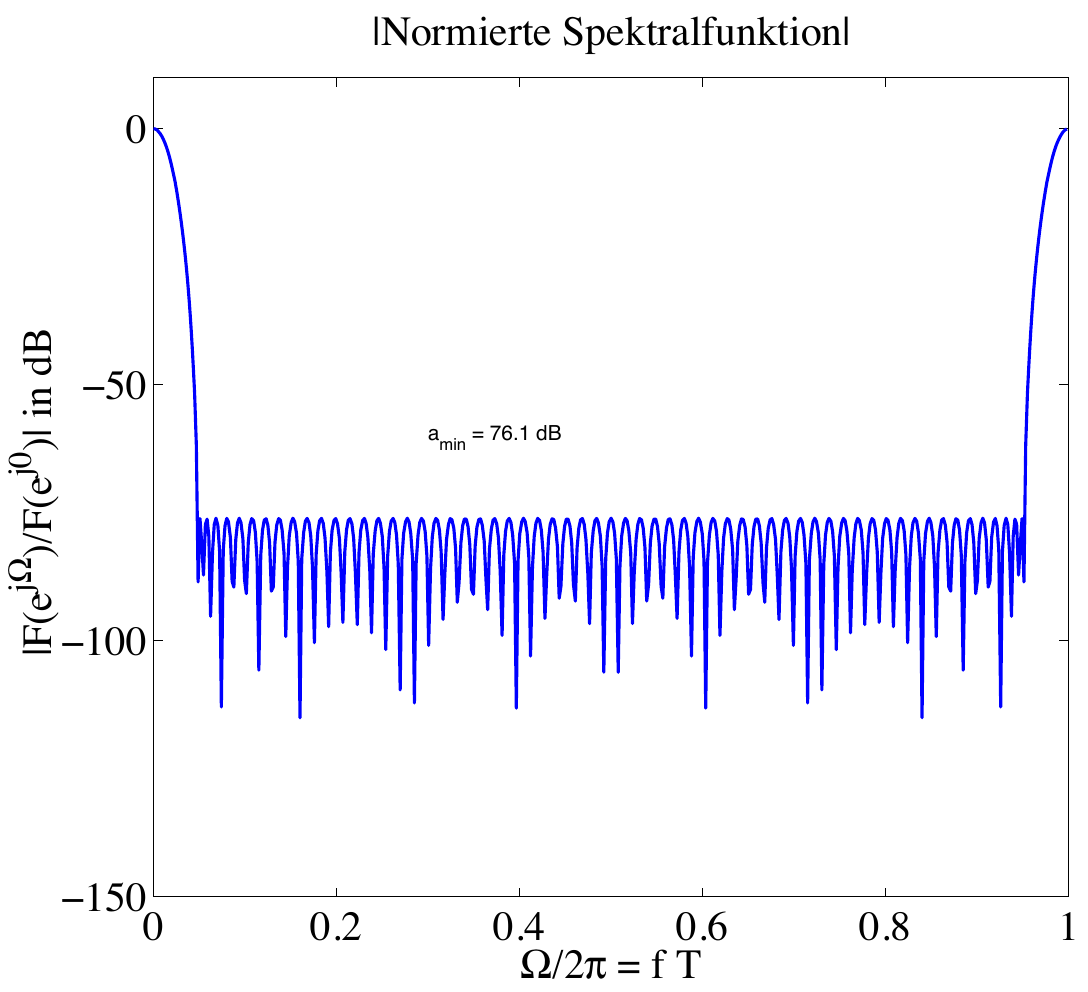 |Normierte Spektralfunktion|
0
−50
−100
−150
|F(e^jΩ)/F(e^j0)| in dB
a_min = 76.1 dB
0 0.2 0.4 0.6 0.8 1
Ω/2π = f T